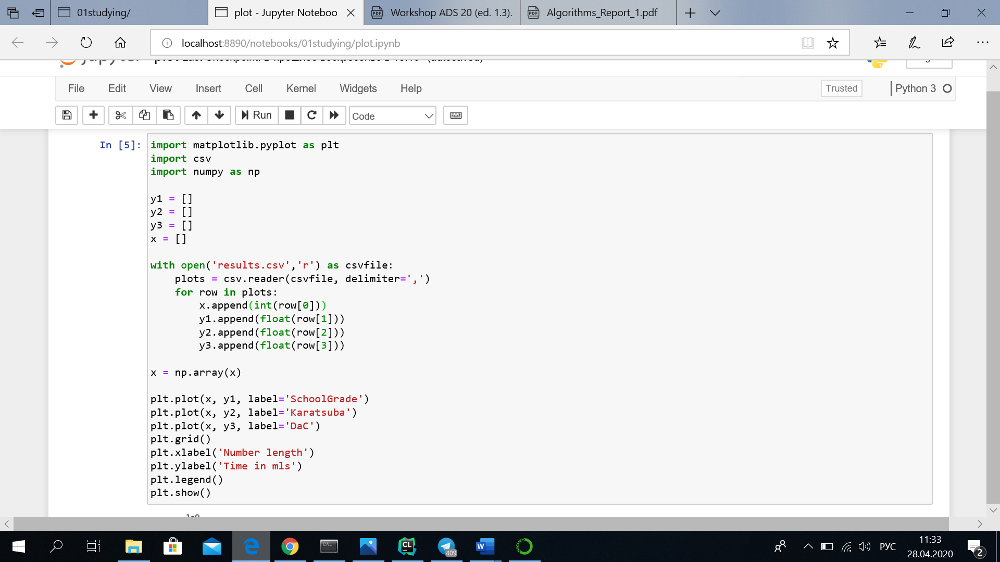 01studying/
plot - Jupyter Noteboo
Workshop ADS 20 (ed. 1.3).
Algorithms_Report_1.pdf
localhost:8890/notebooks/01studying/plot.ipynb
File Edit View Insert Cell Kernel Widgets Help
Trusted
Python 3
Run
Code
In [5]:
import matplotlib.pyplot as plt
import csv
import numpy as np
y1 = []
y2 = []
y3 = []
x = []
with open('results.csv','r') as csvfile:
    plots = csv.reader(csvfile, delimiter=',')
    for row in plots:
        x.append(int(row[0]))
        y1.append(float(row[1]))
        y2.append(float(row[2]))
        y3.append(float(row[3]))
x = np.array(x)
plt.plot(x, y1, label='SchoolGrade')
plt.plot(x, y2, label='Karatsuba')
plt.plot(x, y3, label='DaC')
plt.grid()
plt.xlabel('Number length')
plt.ylabel('Time in mls')
plt.legend()
plt.show()
CL
409
W
РУС
11:33
28.04.2020
2